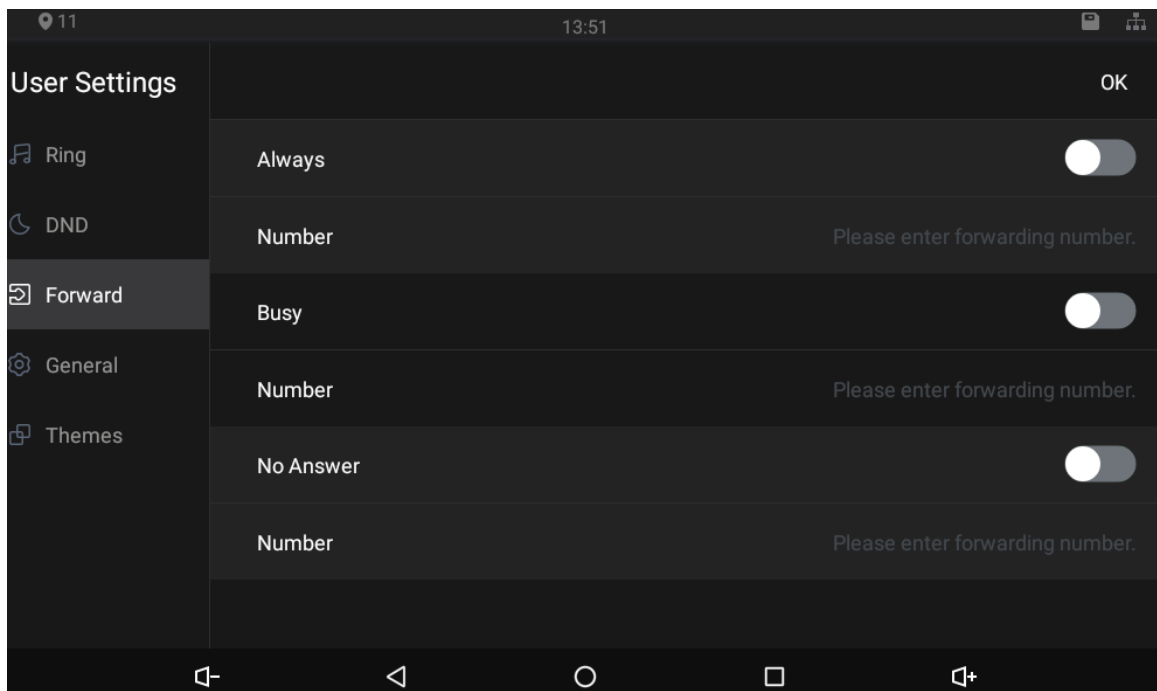 11
13:51
User Settings
OK
Ring
DND
Forward
General
Themes
Always
Number Please enter forwarding number.
Busy
Number Please enter forwarding number.
No Answer
Number Please enter forwarding number.